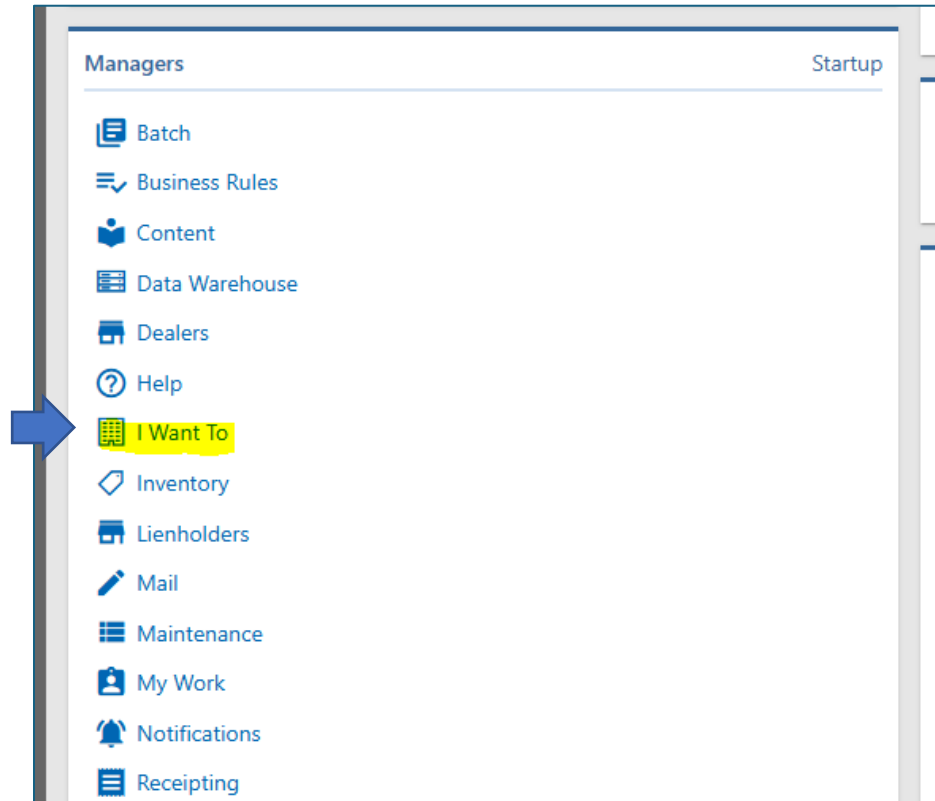 Managers Startup
Batch
Business Rules
Content
Data Warehouse
Dealers
Help
I Want To
Inventory
Lienholders
Mail
Maintenance
My Work
Notifications
Receipting